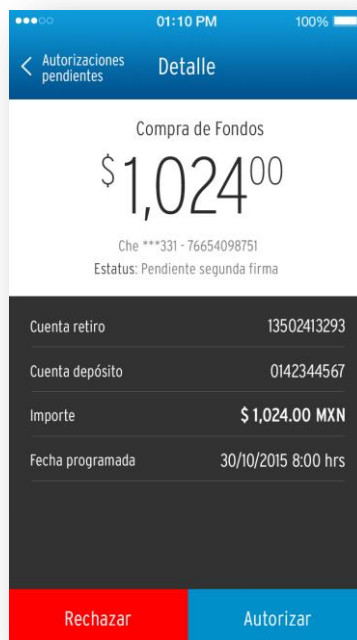 01:10 PM 100%
Autorizaciones
pendientes
Detalle
Compra de Fondos
$1,02400
Che ***331 - 76654098751
Estatus: Pendiente segunda firma
Cuenta retiro 13502413293
Cuenta depósito 0142344567
Importe $ 1,024.00 MXN
Fecha programada 30/10/2015 8:00 hrs
Rechazar Autorizar